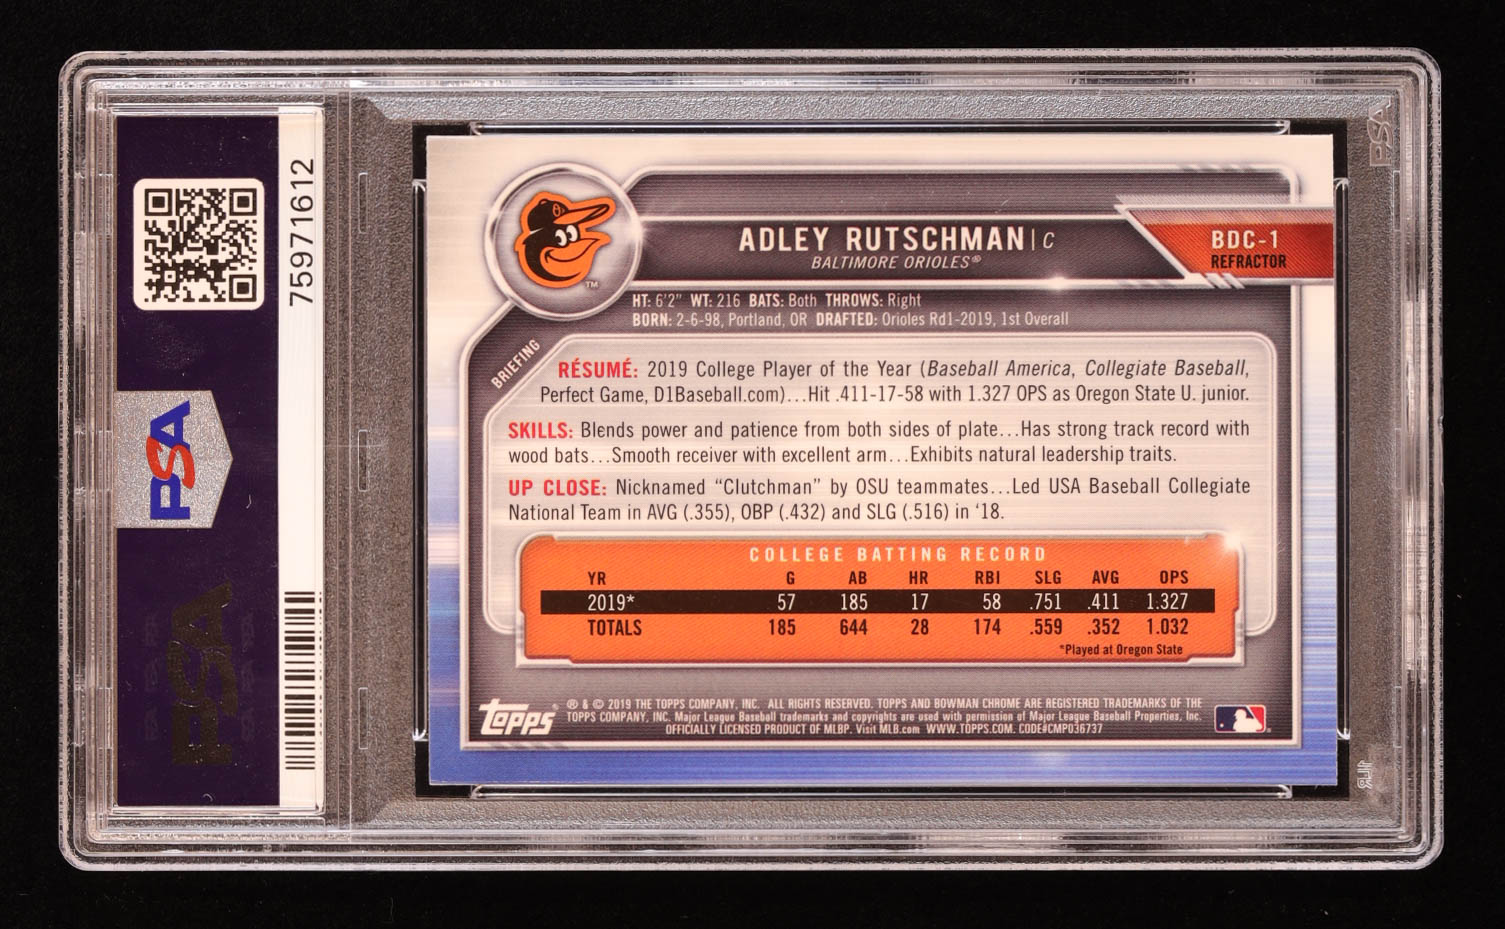 75971612
PSA
PSA
PSA
ADLEY RUTSCHMAN | C
BALTIMORE ORIOLES®
BDC-1
REFRACTOR
TM
HT: 6'2" WT: 216 BATS: Both THROWS: Right
BORN: 2-6-98, Portland, OR DRAFTED: Orioles Rd1-2019, 1st Overall
BRIEFING
RÉSUMÉ: 2019 College Player of the Year (Baseball America, Collegiate Baseball,
Perfect Game, D1Baseball.com)...Hit .411-17-58 with 1.327 OPS as Oregon State U. junior.
SKILLS: Blends power and patience from both sides of plate...Has strong track record with
wood bats...Smooth receiver with excellent arm...Exhibits natural leadership traits.
UP CLOSE: Nicknamed “Clutchman” by OSU teammates...Led USA Baseball Collegiate
National Team in AVG (.355), OBP (.432) and SLG (.516) in ‘18.
COLLEGE BATTING RECORD
YR G AB HR RBI SLG AVG OPS
2019* 57 185 17 58 .751 .411 1.327
TOTALS 185 644 28 174 .559 .352 1.032
*Played at Oregon State
topps®
® & © 2019 THE TOPPS COMPANY, INC. ALL RIGHTS RESERVED. TOPPS AND BOWMAN CHROME ARE REGISTERED TRADEMARKS OF THE
TOPPS COMPANY, INC. Major League Baseball trademarks and copyrights are used with permission of Major League Baseball Properties, Inc.
OFFICIALLY LICENSED PRODUCT OF MLBP. Visit MLB.com WWW.TOPPS.COM. CODE#CMP036737